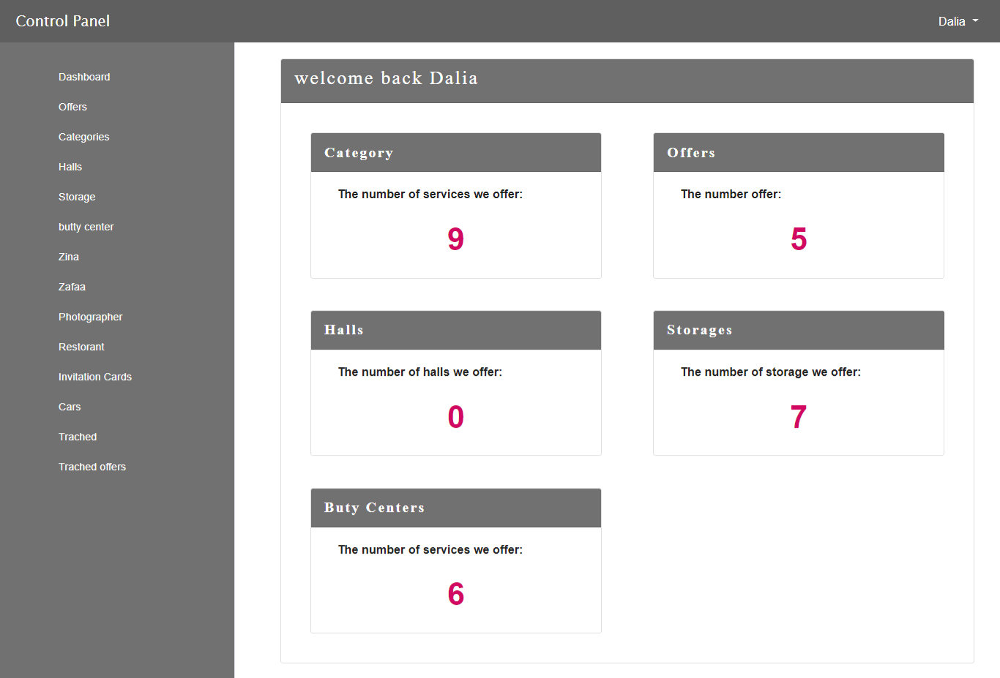 Control Panel
Dalia
Dashboard
Offers
Categories
Halls
Storage
butty center
Zina
Zafaa
Photographer
Restorant
Invitation Cards
Cars
Trached
Trached offers
welcome back Dalia
Category
The number of services we offer:
9
Offers
The number offer:
5
Halls
The number of halls we offer:
0
Storages
The number of storage we offer:
7
Buty Centers
The number of services we offer:
6